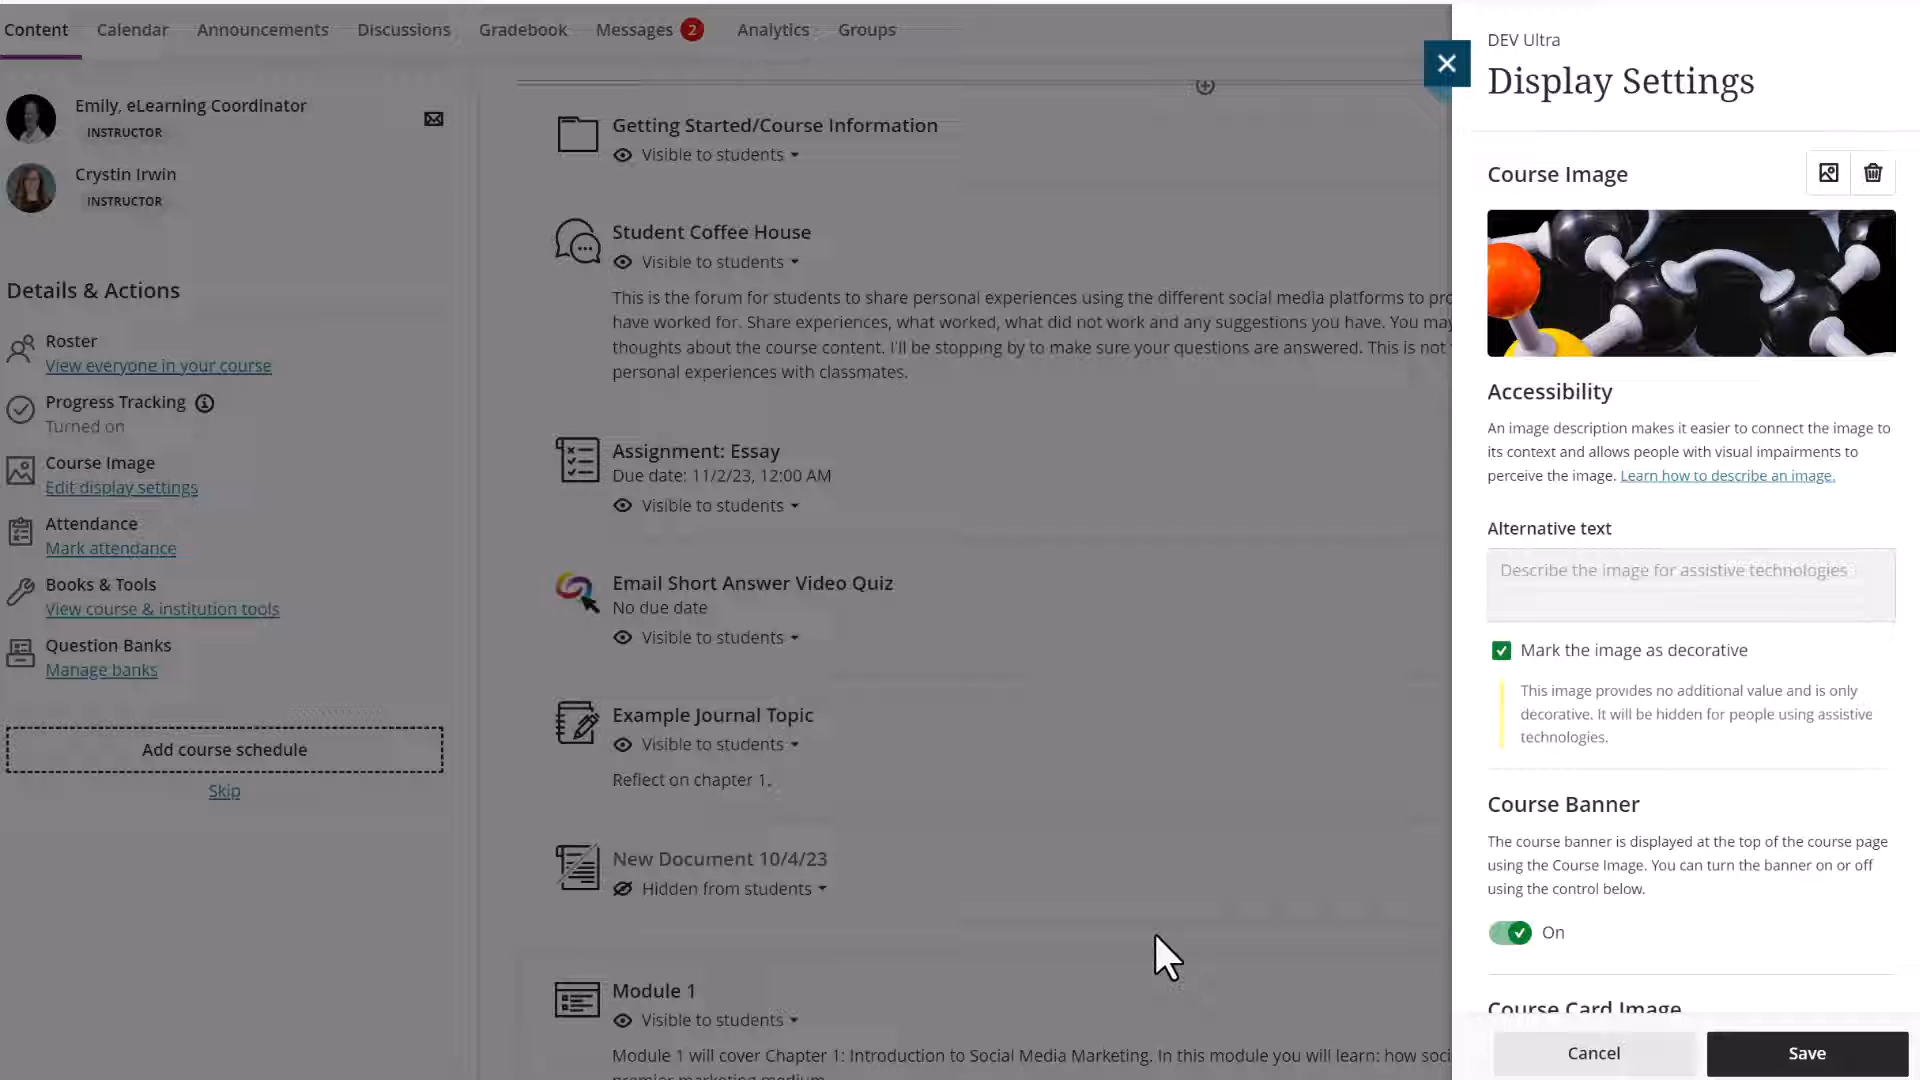 Content Calendar Announcements Discussions Gradebook Messages 2 Analytics Groups
Emily, eLearning Coordinator
INSTRUCTOR
Crystin Irwin
INSTRUCTOR
Details & Actions
Roster
View everyone in your course
Progress Tracking
Turned on
Course Image
Edit display settings
Attendance
Mark attendance
Books & Tools
View course & institution tools
Question Banks
Manage banks
Add course schedule
Skip
Getting Started/Course Information
Visible to students
Student Coffee House
Visible to students
This is the forum for students to share personal experiences using the different social media platforms to pro
have worked for. Share experiences, what worked, what did not work and any suggestions you have. You may
thoughts about the course content. I'll be stopping by to make sure your questions are answered. This is not
personal experiences with classmates.
Assignment: Essay
Due date: 11/2/23, 12:00 AM
Visible to students
Email Short Answer Video Quiz
No due date
Visible to students
Example Journal Topic
Visible to students
Reflect on chapter 1.
New Document 10/4/23
Hidden from students
Module 1
Visible to students
Module 1 will cover Chapter 1: Introduction to Social Media Marketing. In this module you will learn: how soci
premier marketing medium
DEV Ultra
Display Settings
Course Image
Accessibility
An image description makes it easier to connect the image to
its context and allows people with visual impairments to
perceive the image. Learn how to describe an image.
Alternative text
Describe the image for assistive technologies
Mark the image as decorative
This image provides no additional value and is only
decorative. It will be hidden for people using assistive
technologies.
Course Banner
The course banner is displayed at the top of the course page
using the Course Image. You can turn the banner on or off
using the control below.
On
Course Card Image
Cancel
Save